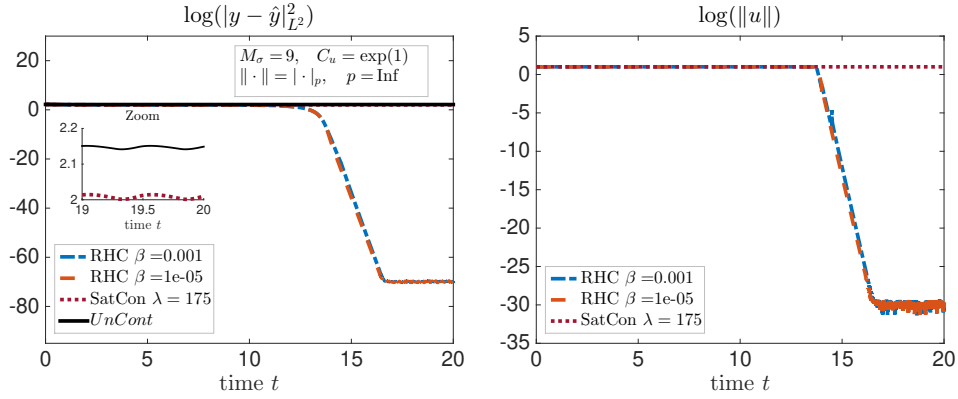 log(|y − ŷ|²_{L²})
M_σ = 9, C_u = exp(1)
‖ · ‖ = | · |_p, p = Inf
20
0
-20
-40
-60
-80
Zoom
2.2
2.1
2
19
19.5
20
time t
RHC β =0.001
RHC β =1e-05
SatCon λ = 175
UnCont
0
5
10
15
20
time t
log(‖u‖)
5
0
-5
-10
-15
-20
-25
-30
-35
RHC β =0.001
RHC β =1e-05
SatCon λ = 175
0
5
10
15
20
time t